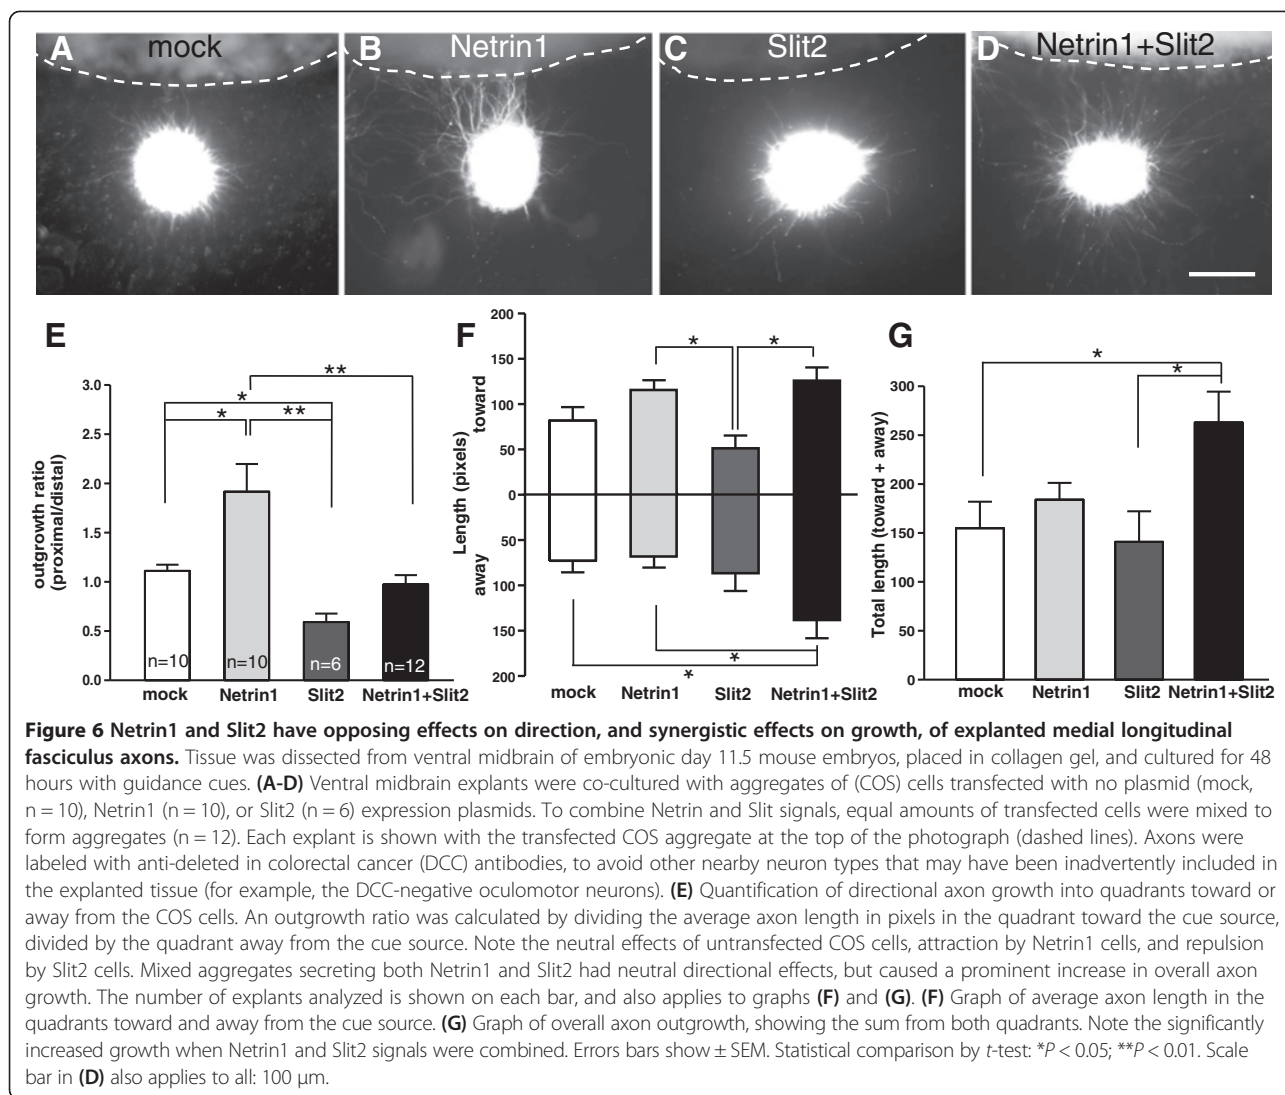 A mock
B Netrin1
C Slit2
D Netrin1+Slit2
E
outgrowth ratio
(proximal/distal)
3.0
2.5
2.0
1.5
1.0
0.5
0.0
*
*
**
**
n=10
n=10
n=6
n=12
mock Netrin1 Slit2 Netrin1+Slit2
F
Length (pixels)
away toward
200
150
100
50
0
50
100
150
200
* *
*
*
mock Netrin1 Slit2 Netrin1+Slit2
G
Total length (toward + away)
300
250
200
150
100
50
0
*
*
mock Netrin1 Slit2 Netrin1+Slit2
Figure 6 Netrin1 and Slit2 have opposing effects on direction, and synergistic effects on growth, of explanted medial longitudinal
fasciculus axons. Tissue was dissected from ventral midbrain of embryonic day 11.5 mouse embryos, placed in collagen gel, and cultured for 48
hours with guidance cues. (A-D) Ventral midbrain explants were co-cultured with aggregates of (COS) cells transfected with no plasmid (mock,
n = 10), Netrin1 (n = 10), or Slit2 (n = 6) expression plasmids. To combine Netrin and Slit signals, equal amounts of transfected cells were mixed to
form aggregates (n = 12). Each explant is shown with the transfected COS aggregate at the top of the photograph (dashed lines). Axons were
labeled with anti-deleted in colorectal cancer (DCC) antibodies, to avoid other nearby neuron types that may have been inadvertently included in
the explanted tissue (for example, the DCC-negative oculomotor neurons). (E) Quantification of directional axon growth into quadrants toward or
away from the COS cells. An outgrowth ratio was calculated by dividing the average axon length in pixels in the quadrant toward the cue source,
divided by the quadrant away from the cue source. Note the neutral effects of untransfected COS cells, attraction by Netrin1 cells, and repulsion
by Slit2 cells. Mixed aggregates secreting both Netrin1 and Slit2 had neutral directional effects, but caused a prominent increase in overall axon
growth. The number of explants analyzed is shown on each bar, and also applies to graphs (F) and (G). (F) Graph of average axon length in the
quadrants toward and away from the cue source. (G) Graph of overall axon outgrowth, showing the sum from both quadrants. Note the significantly
increased growth when Netrin1 and Slit2 signals were combined. Errors bars show ± SEM. Statistical comparison by t-test: *P < 0.05; **P < 0.01. Scale
bar in (D) also applies to all: 100 μm.